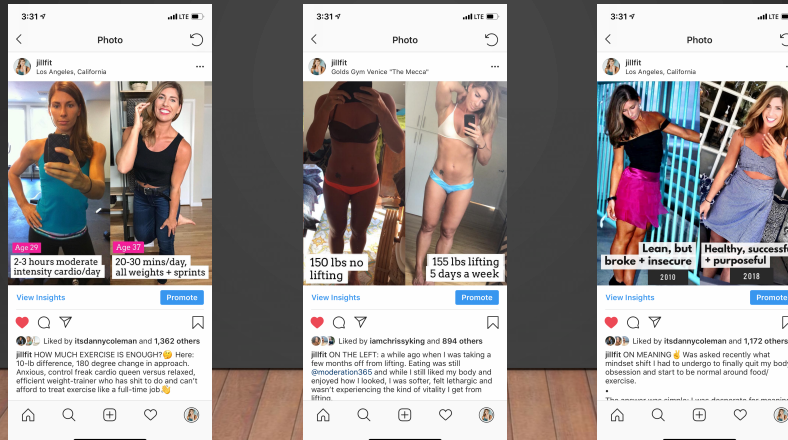 3:31
LTE
Photo
jillfit
Los Angeles, California
Age 29
2-3 hours moderate
intensity cardio/day
Age 37
20-30 mins/day,
all weights + sprints
View Insights
Promote
Liked by itsdannycoleman and 1,362 others
jillfit HOW MUCH EXERCISE IS ENOUGH?🤔 Here:
10-lb difference, 180 degree change in approach.
Anxious, control freak cardio queen versus relaxed,
efficient weight-trainer who has shit to do and can't
afford to treat exercise like a full-time job👋
3:31
LTE
Photo
jillfit
Golds Gym Venice "The Mecca"
150 lbs no
lifting
155 lbs lifting
5 days a week
View Insights
Promote
Liked by iamchrissyking and 894 others
jillfit ON THE LEFT: a while ago when I was taking a
few months off from lifting. Eating was still
@moderation365 and while I still liked my body and
enjoyed how I looked, I was softer, felt lethargic and
wasn't experiencing the kind of vitality I get from
lifting.
3:31
LTE
Photo
jillfit
Los Angeles, California
Lean, but
broke + insecure
2010
Healthy, successfu
+ purposeful
2018
View Insights
Promote
Liked by itsdannycoleman and 1,172 others
jillfit ON MEANING✌ Was asked recently what
mindset shift I had to undergo to finally quit my body
obsession and start to be normal around food/
exercise.
•
The answer was simple: I was desperate for meaning